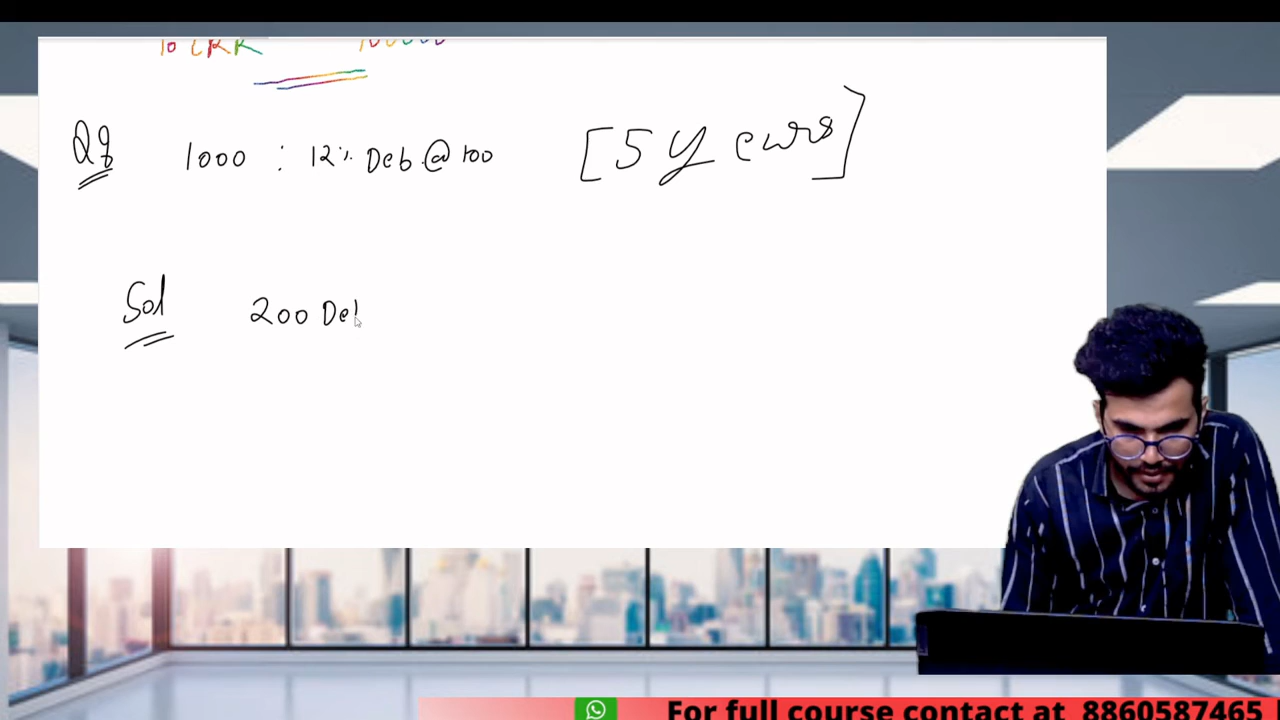 Q8 1000 : 12% Deb @ 100 [5 Years]
Sol 200 Deb
For full course contact at 8860587465